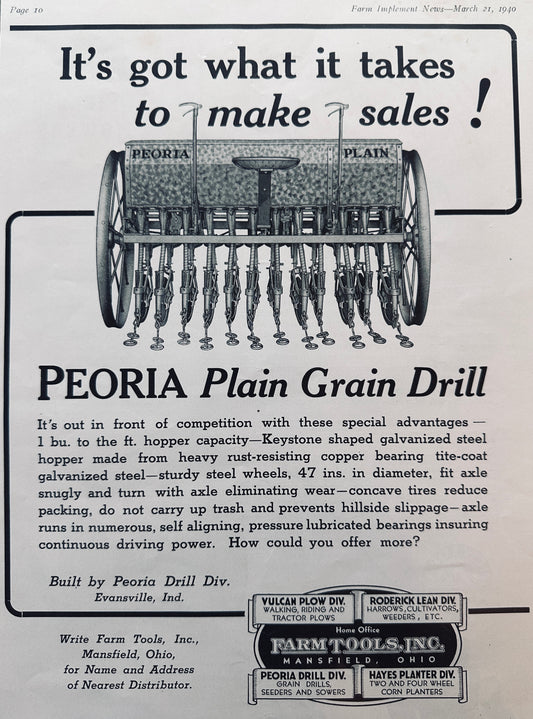 Page 10
Farm Implement News—March 21, 1940
It's got what it takes
to make sales!
PEORIA PLAIN
PEORIA Plain Grain Drill
It's out in front of competition with these special advantages—
1 bu. to the ft. hopper capacity—Keystone shaped galvanized steel
hopper made from heavy rust-resisting copper bearing tite-coat
galvanized steel—sturdy steel wheels, 47 ins. in diameter, fit axle
snugly and turn with axle eliminating wear—concave tires reduce
packing, do not carry up trash and prevents hillside slippage—axle
runs in numerous, self aligning, pressure lubricated bearings insuring
continuous driving power. How could you offer more?
Built by Peoria Drill Div.
Evansville, Ind.
Write Farm Tools, Inc.,
Mansfield, Ohio,
for Name and Address
of Nearest Distributor.
VULCAN PLOW DIV.
WALKING, RIDING AND
TRACTOR PLOWS
RODERICK LEAN DIV.
HARROWS, CULTIVATORS,
WEEDERS, ETC.
Home Office
FARM TOOLS, INC.
MANSFIELD, OHIO
PEORIA DRILL DIV.
GRAIN DRILLS,
SEEDERS AND SOWERS
HAYES PLANTER DIV.
TWO AND FOUR WHEEL
CORN PLANTERS